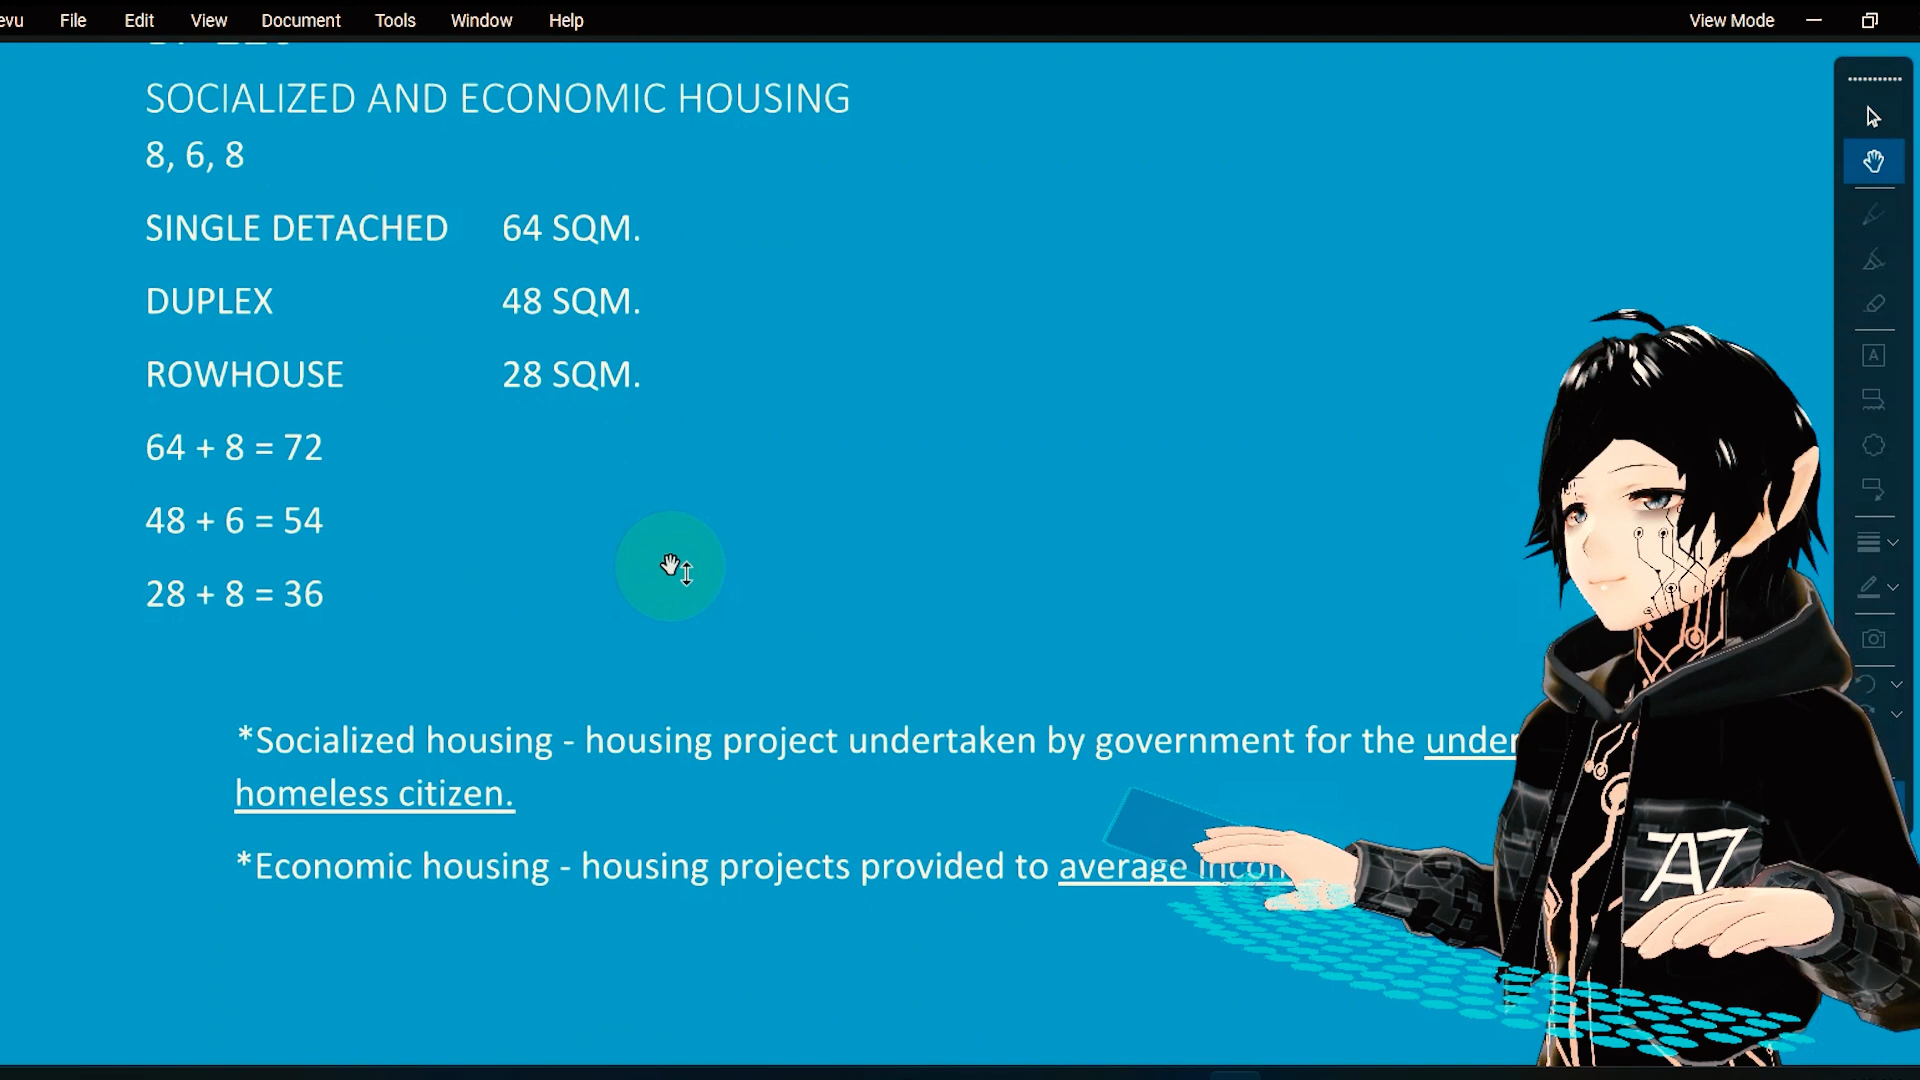 evu File Edit View Document Tools Window Help View Mode
SOCIALIZED AND ECONOMIC HOUSING
8, 6, 8
SINGLE DETACHED 64 SQM.
DUPLEX 48 SQM.
ROWHOUSE 28 SQM.
64 + 8 = 72
48 + 6 = 54
28 + 8 = 36
*Socialized housing - housing project undertaken by government for the under
homeless citizen.
*Economic housing - housing projects provided to average incom
A7